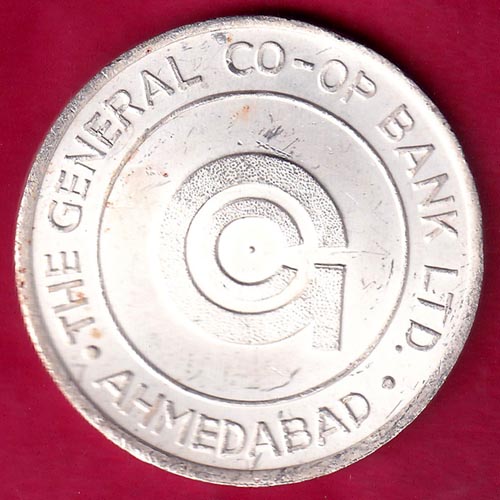 THE GENERAL CO-OP BANK LTD.
• AHMEDABAD •